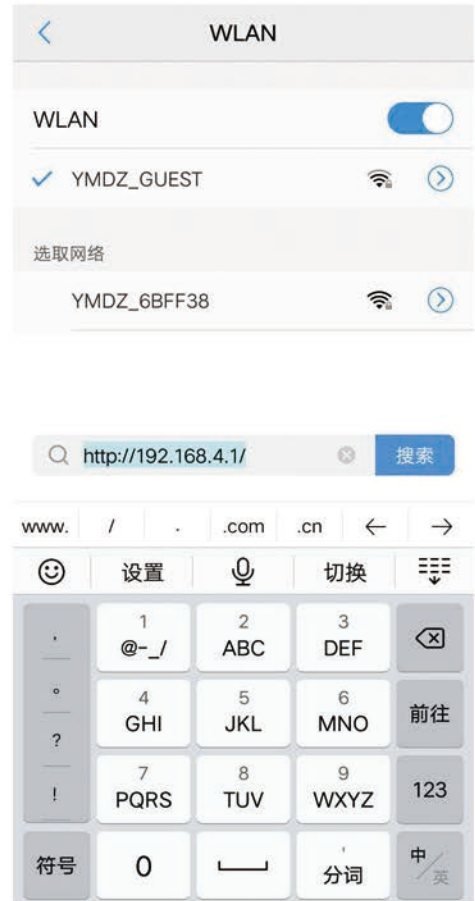 WLAN
WLAN
YMDZ_GUEST
选取网络
YMDZ_6BFF38
http://192.168.4.1/ 搜索
www. / . .com .cn ← →
设置 切换
， 1 2 3
@-_/ ABC DEF
。 4 5 6 前往
GHI JKL MNO
? 7 8 9 123
! PQRS TUV WXYZ
符号 0 ' 中/英
分词